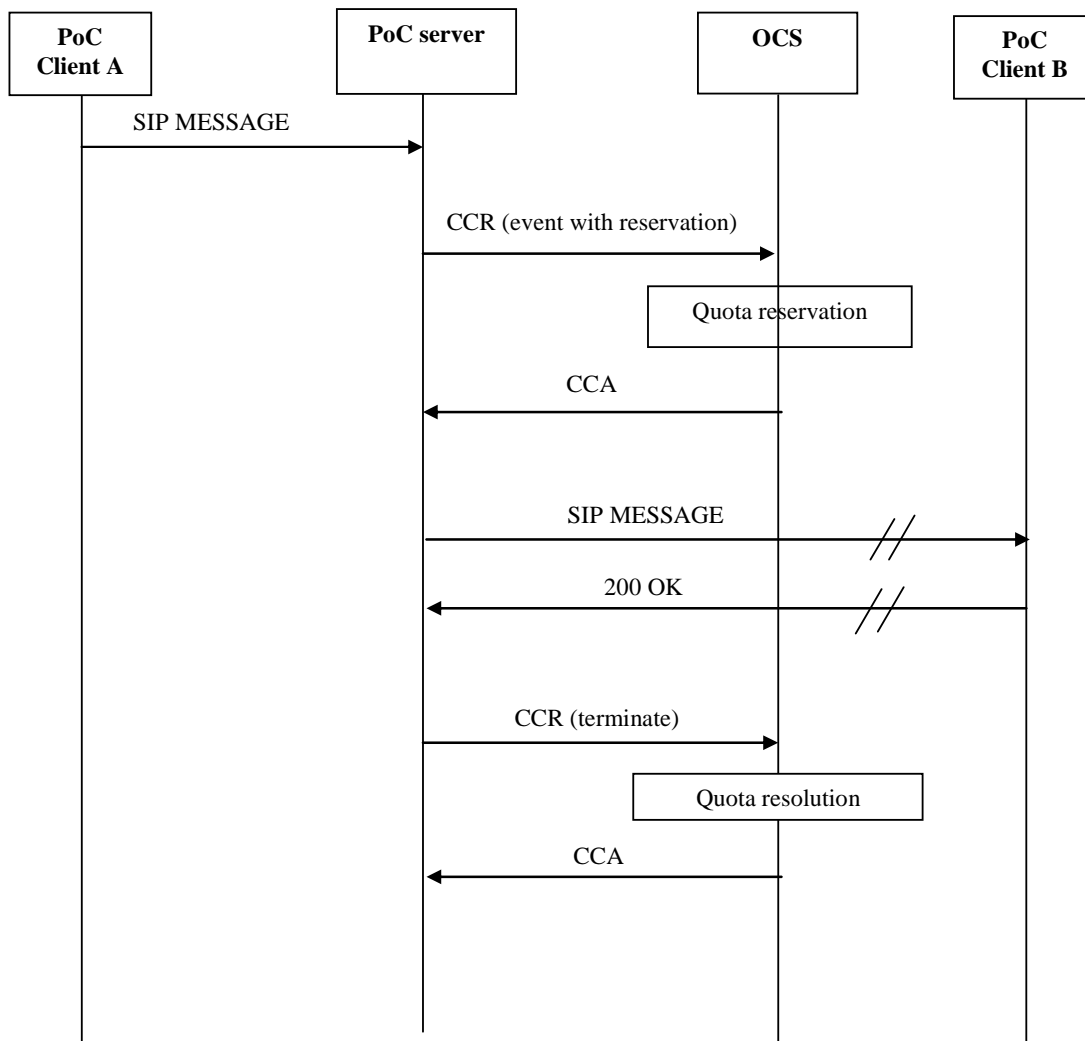 PoC
Client A
PoC server
OCS
PoC
Client B
SIP MESSAGE
CCR (event with reservation)
Quota reservation
CCA
SIP MESSAGE
200 OK
CCR (terminate)
Quota resolution
CCA